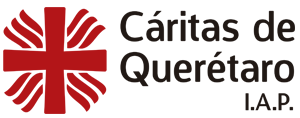 Cáritas de
Querétaro
I.A.P.